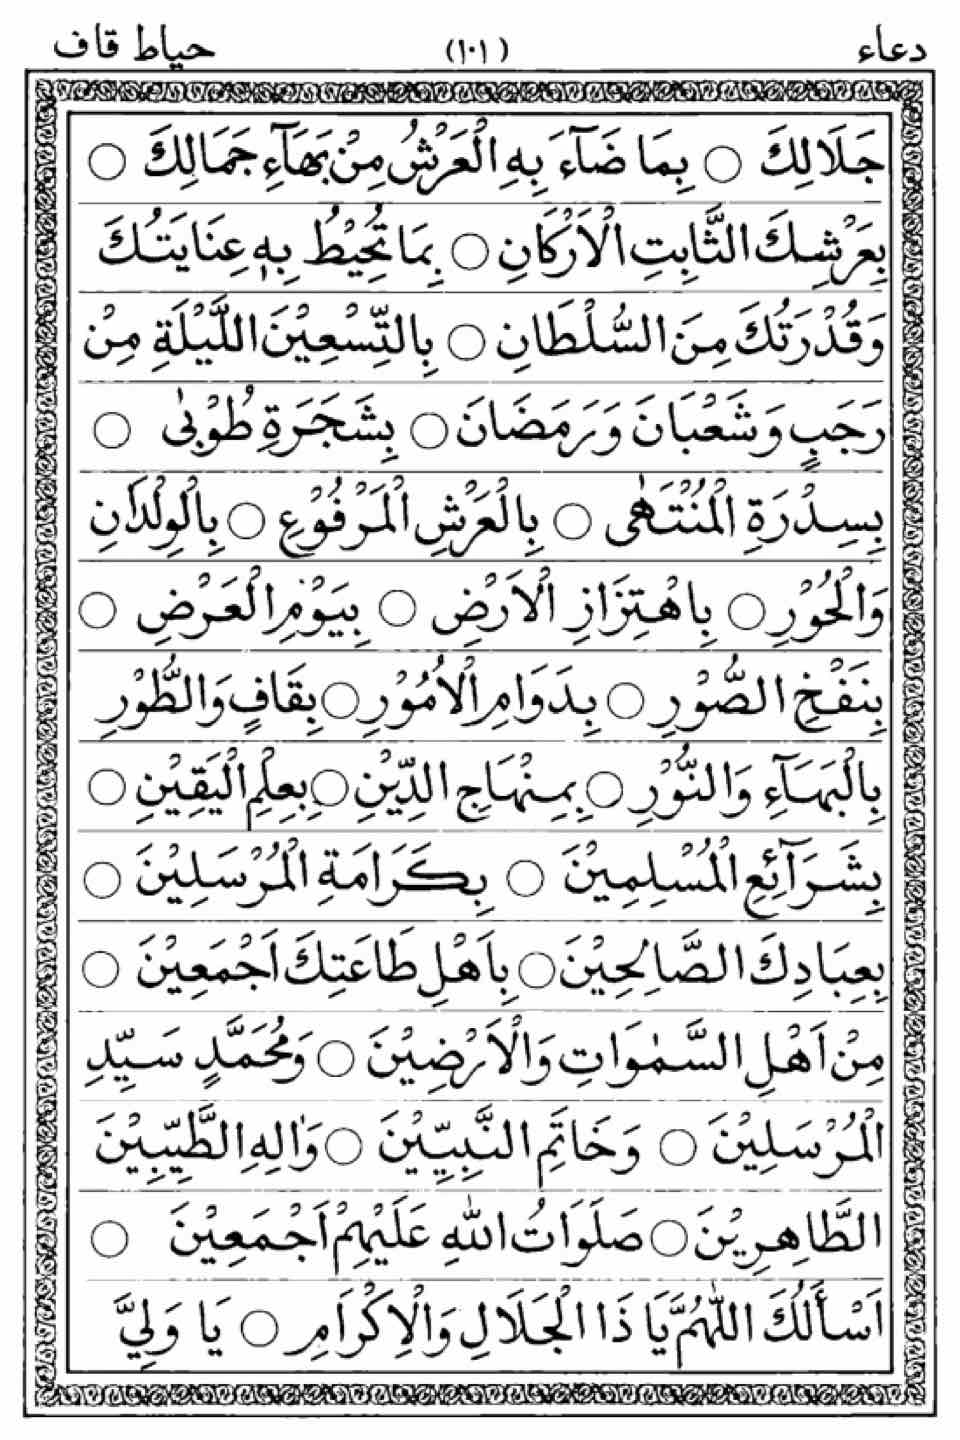 دعاء (١٠١) حياط قاف
جَلَالِكَ ○ بِمَا ضَآءَ بِهِ الْعَرْشُ مِنْ بَهَآءِ جَمَالِكَ ○
بِعَرْشِكَ الثَّابِتِ الْاَرْكَانِ ○ بِمَا تُحِيْطُ بِهٖ عِنَايَتُكَ
وَقُدْرَتُكَ مِنَ السُّلْطَانِ ○ بِالتِّسْعِيْنَ اللَّيْلَةِ مِنْ
رَجَبٍ وَشَعْبَانَ وَرَمَضَانَ ○ بِشَجَرَةِ طُوْبٰى ○
بِسِدْرَةِ الْمُنْتَهٰى ○ بِالْعَرْشِ الْمَرْفُوْعِ ○ بِالْوِلْدَانِ
وَالْحُوْرِ ○ بِاهْتِزَازِ الْاَرْضِ ○ بِيَوْمِ الْعَرْضِ ○
بِنَفْخِ الصُّوْرِ ○ بِدَوَامِ الْاُمُوْرِ ○ بِقَافٍ وَالطُّوْرِ
بِالْبَهَآءِ وَالنُّوْرِ ○ بِمِنْهَاجِ الدِّيْنِ ○ بِعِلْمِ الْيَقِيْنِ ○
بِشَرَآئِعِ الْمُسْلِمِيْنَ ○ بِكَرَامَةِ الْمُرْسَلِيْنَ ○
بِعِبَادِكَ الصَّالِحِيْنَ ○ بِاَهْلِ طَاعَتِكَ اَجْمَعِيْنَ ○
مِنْ اَهْلِ السَّمٰوَاتِ وَالْاَرْضِيْنَ ○ وَمُحَمَّدٍ سَيِّدِ
الْمُرْسَلِيْنَ ○ وَخَاتِمِ النَّبِيِّيْنَ ○ وَاٰلِهِ الطَّيِّبِيْنَ
الطَّاهِرِيْنَ ○ صَلَوَاتُ اللهِ عَلَيْهِمْ اَجْمَعِيْنَ ○
اَسْأَلُكَ اللّٰهُمَّ يَا ذَا الْجَلَالِ وَالْاِكْرَامِ ○ يَا وَلِيَّ